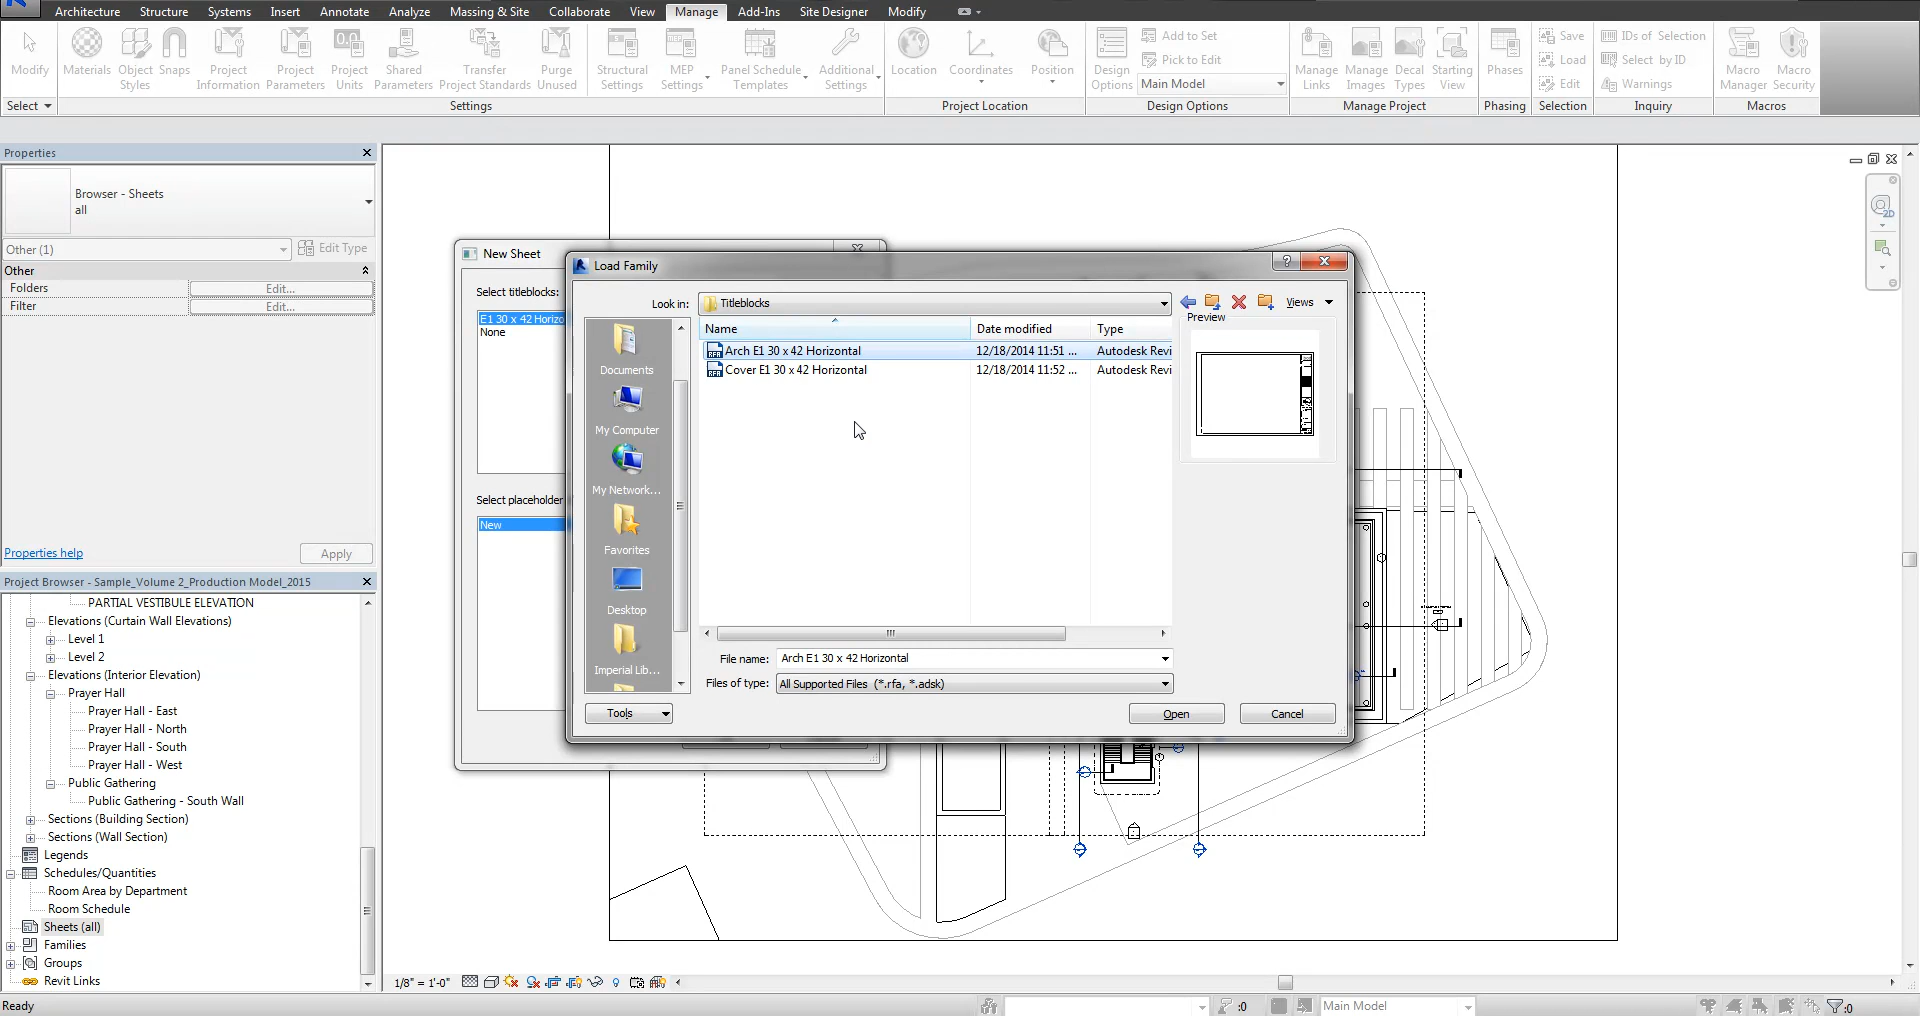 Architecture Structure Systems Insert Annotate Analyze Massing & Site Collaborate View Manage Add-Ins Site Designer Modify
Modify Materials Object Styles Snaps Project Information Project Parameters Project Units Shared Parameters Transfer Project Standards Purge Unused Structural Settings MEP Settings Panel Schedule Templates Additional Settings Location Coordinates Position Design Options Add to Set Pick to Edit Main Model Manage Links Manage Images Decal Types Starting View Phases Save Load Edit IDs of Selection Select by ID Warnings Macro Manager Macro Security
Select Settings Project Location Design Options Manage Project Phasing Selection Inquiry Macros
Properties
Browser - Sheets
all
Other (1) Edit Type
Other
Folders Edit...
Filter Edit...
Properties help Apply
Project Browser - Sample_Volume 2_Production Model_2015
PARTIAL VESTIBULE ELEVATION
Elevations (Curtain Wall Elevations)
Level 1
Level 2
Elevations (Interior Elevation)
Prayer Hall
Prayer Hall - East
Prayer Hall - North
Prayer Hall - South
Prayer Hall - West
Public Gathering
Public Gathering - South Wall
Sections (Building Section)
Sections (Wall Section)
Legends
Schedules/Quantities
Room Area by Department
Room Schedule
Sheets (all)
Families
Groups
Revit Links
New Sheet
Select titleblocks:
E1 30 x 42 Horizo
None
Select placeholder
New
Load Family
Look in: Titleblocks Views
Name Date modified Type
Arch E1 30 x 42 Horizontal 12/18/2014 11:51 ... Autodesk Revi
Cover E1 30 x 42 Horizontal 12/18/2014 11:52 ... Autodesk Revi
Preview
Documents
My Computer
My Network...
Favorites
Desktop
Imperial Lib...
File name: Arch E1 30 x 42 Horizontal
Files of type: All Supported Files (*.rfa, *.adsk)
Tools Open Cancel
2D
1/8" = 1'-0"
Ready :0 Main Model :0